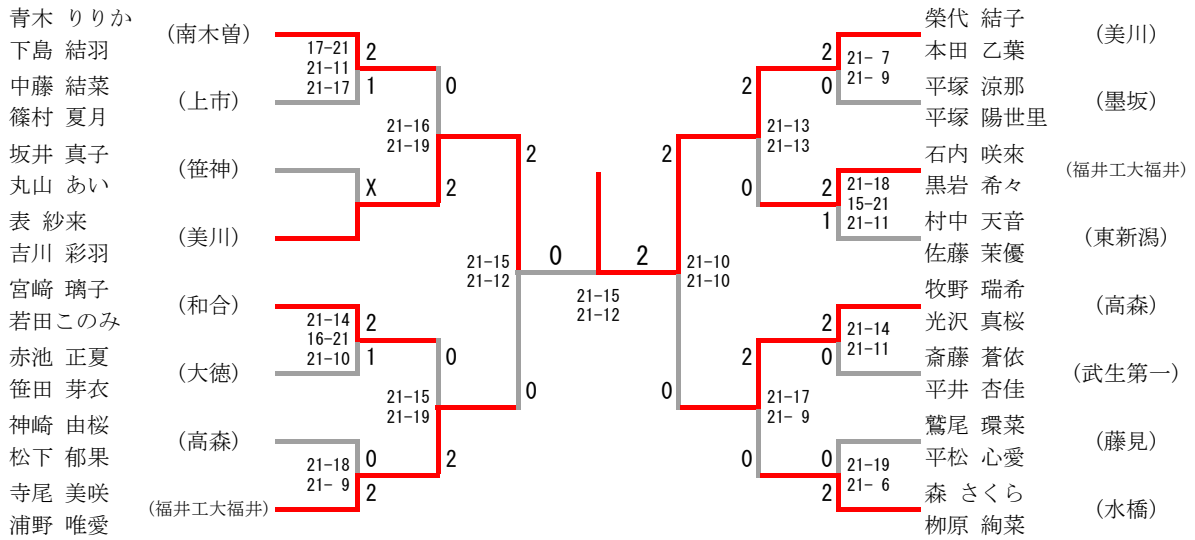 青木 りりか
下島 結羽
(南木曽)
中藤 結菜
篠村 夏月
(上市)
坂井 真子
丸山 あい
(笹神)
表 紗来
吉川 彩羽
(美川)
宮﨑 璃子
若田このみ
(和合)
赤池 正夏
笹田 芽衣
(大徳)
神崎 由桜
松下 郁果
(高森)
寺尾 美咲
浦野 唯愛
(福井工大福井)
17-21
21-11
21-17
2
1
X
21-14
16-21
21-10
2
1
21-18
21- 9
0
2
21-16
21-19
0
2
21-15
21-19
0
2
21-15
21-12
2
0
0
2
21-15
21-12
21-10
21-10
2
0
21-13
21-13
2
0
21-17
21- 9
2
0
21- 7
21- 9
2
0
21-18
15-21
21-11
2
1
21-14
21-11
2
0
21-19
21- 6
0
2
榮代 結子
本田 乙葉
(美川)
平塚 涼那
平塚 陽世里
(墨坂)
石内 咲來
黒岩 希々
(福井工大福井)
村中 天音
佐藤 茉優
(東新潟)
牧野 瑞希
光沢 真桜
(高森)
斎藤 蒼依
平井 杏佳
(武生第一)
鷲尾 環菜
平松 心愛
(藤見)
森 さくら
栁原 絢菜
(水橋)